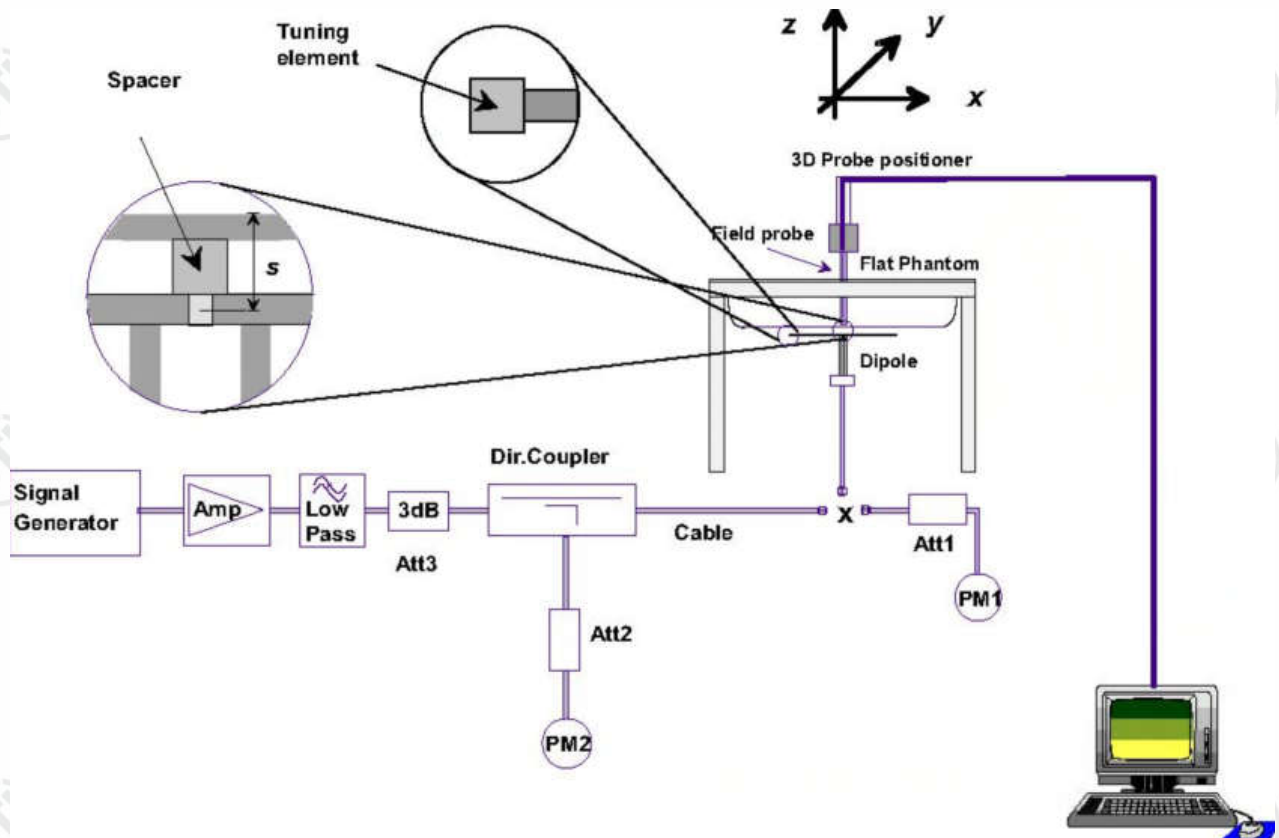 Tuning
element
Spacer
z
y
x
3D Probe positioner
Field probe
Flat Phantom
s
Dipole
Dir.Coupler
Signal
Generator
Amp
Low
Pass
3dB
Att3
Cable
x
Att1
PM1
Att2
PM2